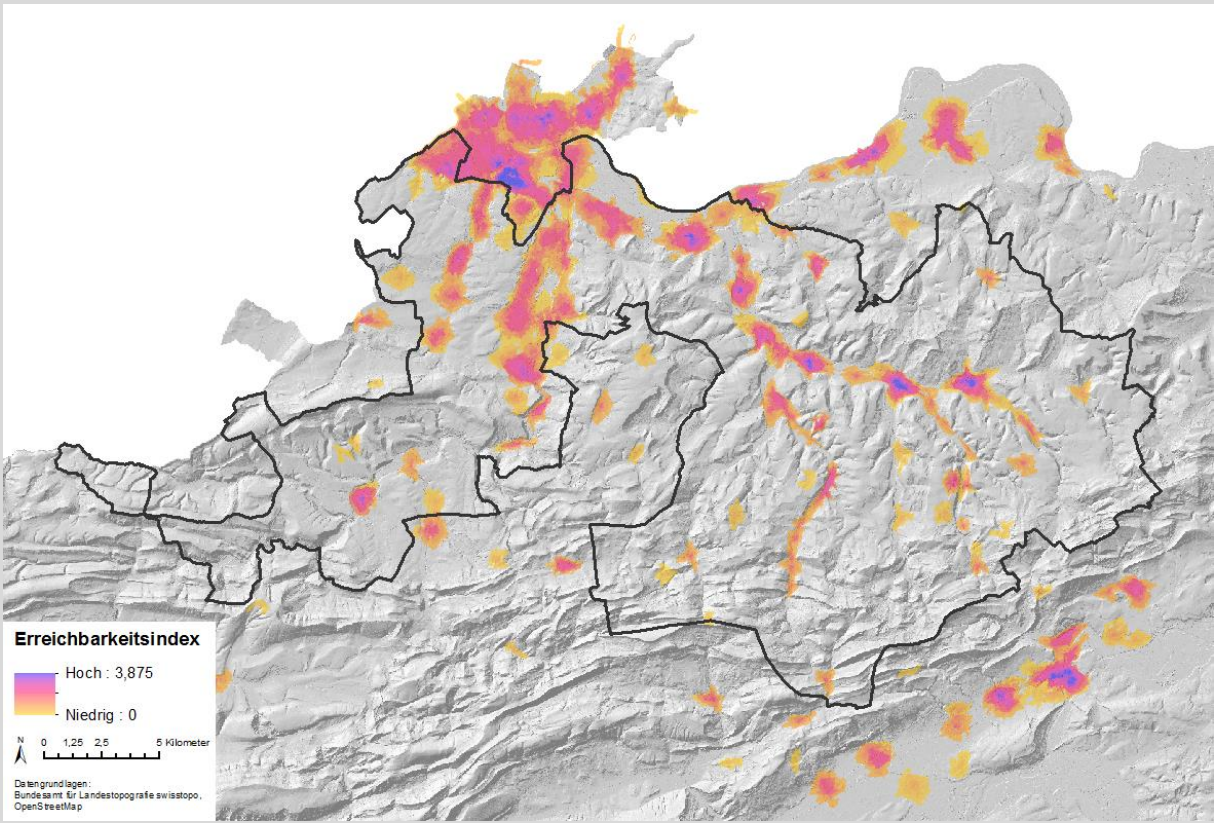 Erreichbarkeitsindex
Hoch : 3,875
Niedrig : 0
N
0 1,25 2,5 5 Kilometer
Datengrundlagen:
Bundesamt für Landestopografie swisstopo,
OpenStreetMap